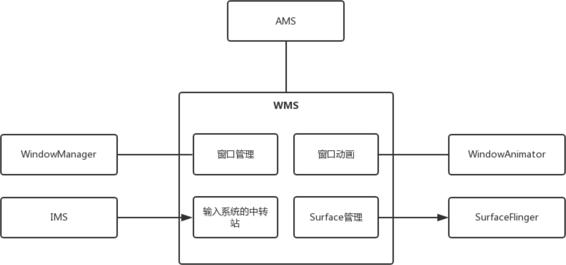 AMS
WMS
WindowManager
窗口管理
窗口动画
WindowAnimator
IMS
输入系统的中转
站
Surface管理
SurfaceFlinger